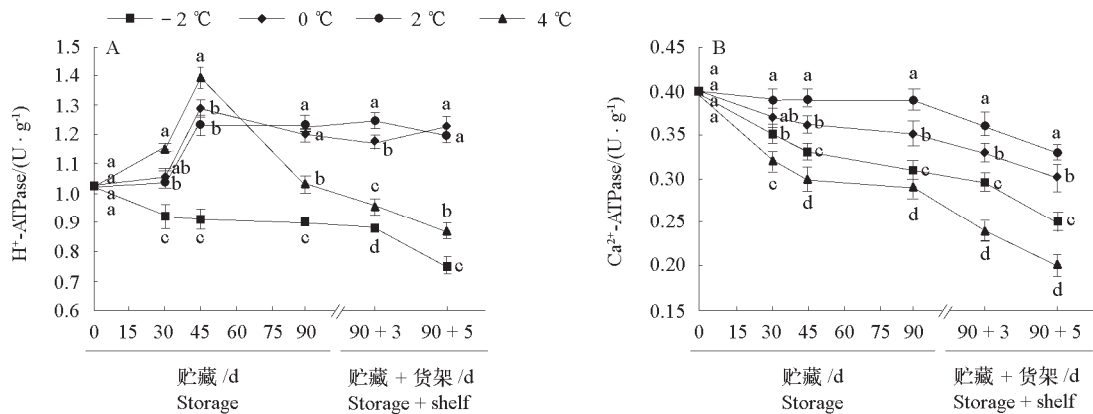 －2 ℃ 0 ℃ 2 ℃ 4 ℃
A
H⁺-ATPase/(U · g⁻¹)
1.5
1.4
1.3
1.2
1.1
1.0
0.9
0.8
0.7
0.6
a
a
a
a
a
a
ab
b
c
a
b
b
c
a
a
b
c
a
b
c
d
a
a
b
c
0 15 30 45 75 90 90 + 3 90 + 5
贮藏 /d
Storage
贮藏 + 货架 /d
Storage + shelf
B
Ca²⁺-ATPase/(U · g⁻¹)
0.45
0.40
0.35
0.30
0.25
0.20
0.15
a
a
a
a
a
ab
b
c
a
b
c
d
a
b
c
d
a
b
c
d
a
b
c
d
0 15 30 45 60 75 90 90 + 3 90 + 5
贮藏 /d
Storage
贮藏 + 货架 /d
Storage + shelf